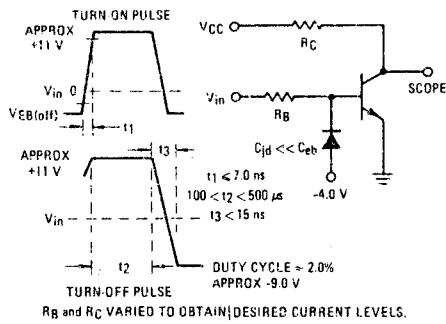 TURN-ON PULSE
APPROX
+11 V
Vin 0
VEB(off)
t1
t3
APPROX
+11 V
Vin
t2
TURN-OFF PULSE
t1 ≤ 7.0 ns
100 < t2 < 500 µs
t3 < 15 ns
DUTY CYCLE ≈ 2.0%
APPROX -9.0 V
VCC
RC
SCOPE
Vin
RB
Cjd << Ceb
-4.0 V
RB and RC VARIED TO OBTAIN DESIRED CURRENT LEVELS.